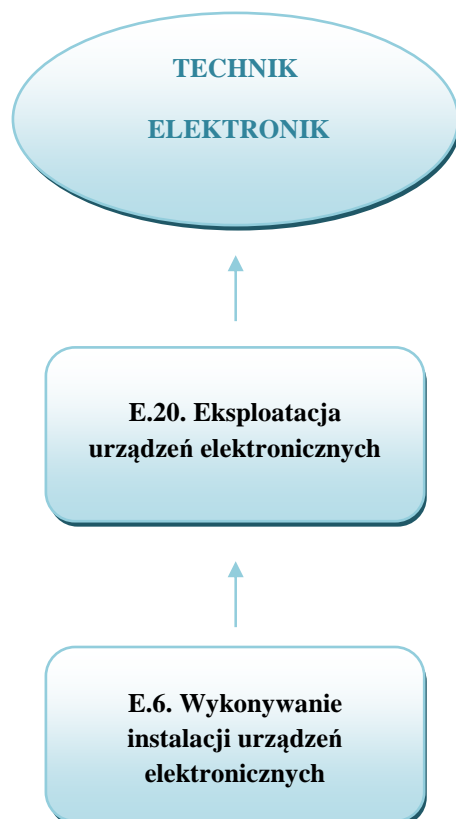 TECHNIK
ELEKTRONIK
E.20. Eksploatacja
urządzeń elektronicznych
E.6. Wykonywanie
instalacji urządzeń
elektronicznych